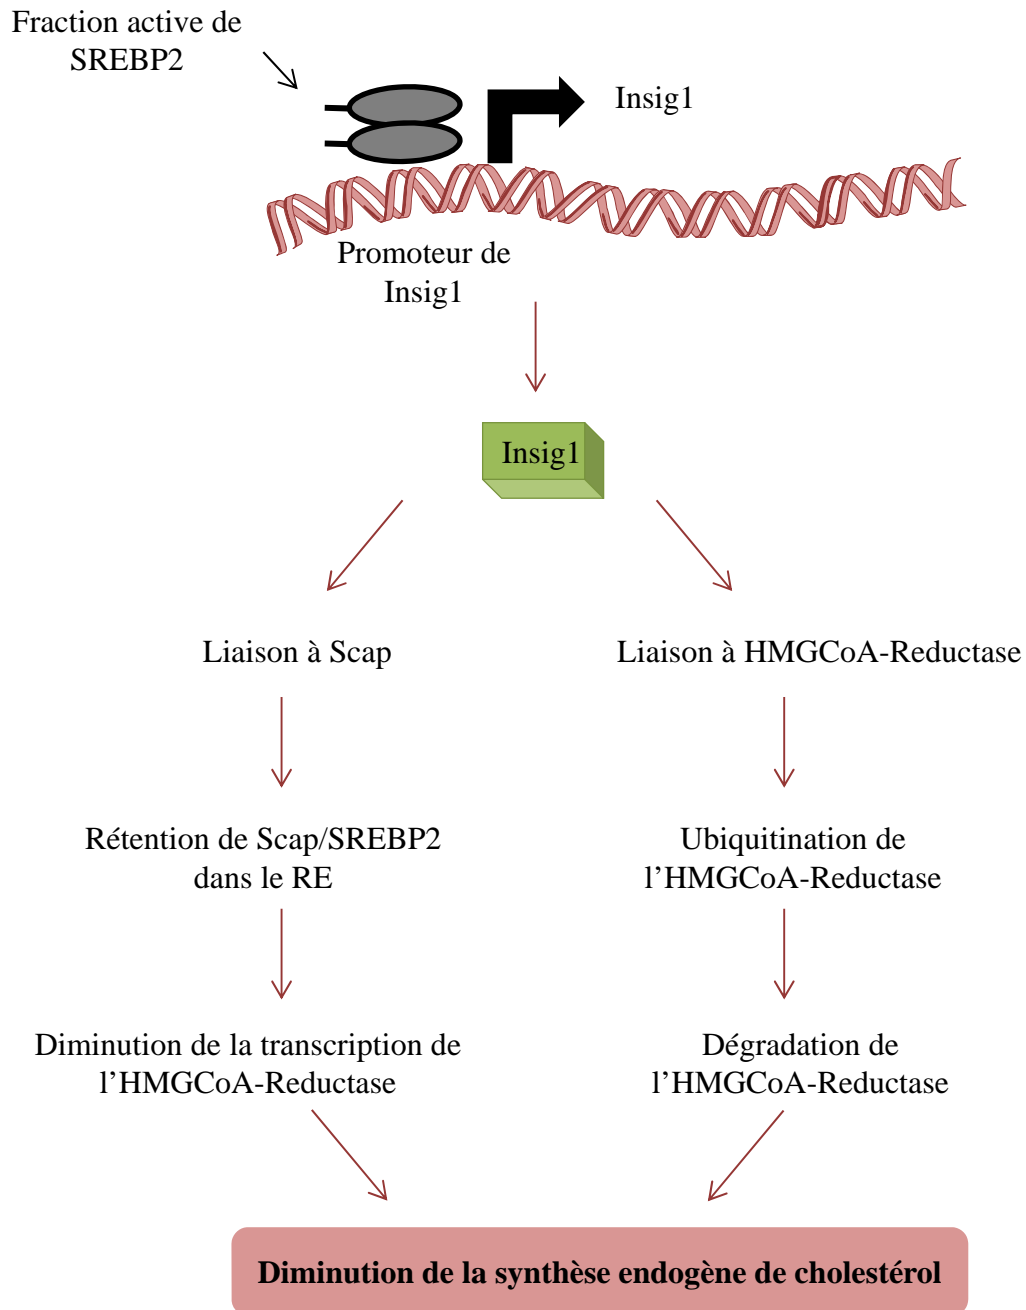 Fraction active de
SREBP2
Insig1
Promoteur de
Insig1
Insig1
Liaison à Scap
Liaison à HMGCoA-Reductase
Rétention de Scap/SREBP2
dans le RE
Ubiquitination de
l’HMGCoA-Reductase
Diminution de la transcription de
l’HMGCoA-Reductase
Dégradation de
l’HMGCoA-Reductase
Diminution de la synthèse endogène de cholestérol